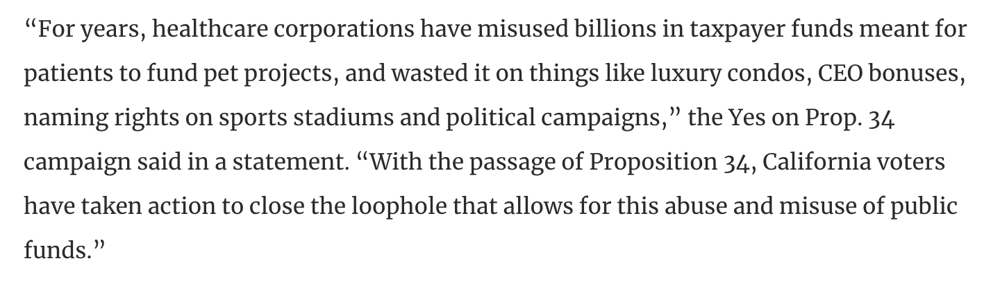 “For years, healthcare corporations have misused billions in taxpayer funds meant for
patients to fund pet projects, and wasted it on things like luxury condos, CEO bonuses,
naming rights on sports stadiums and political campaigns,” the Yes on Prop. 34
campaign said in a statement. “With the passage of Proposition 34, California voters
have taken action to close the loophole that allows for this abuse and misuse of public
funds.”